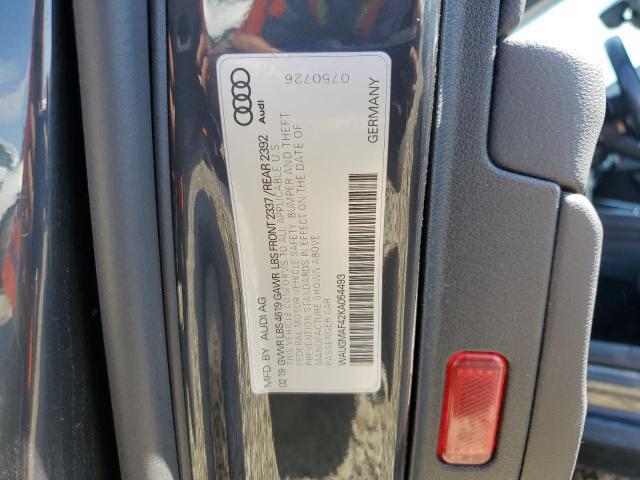 MFD. BY AUDI AG
02 19 GVWR LBS 4619 GAWR LBS FRONT 2337 / REAR 2392
THIS VEHICLE CONFORMS TO ALL APPLICABLE U.S.
FEDERAL MOTOR VEHICLE SAFETY, BUMPER AND THEFT
PREVENTION STANDARDS IN EFFECT ON THE DATE OF
MANUFACTURE SHOWN ABOVE
PASSENGER CAR
WAUGMAF42KA054493
Audi
GERMANY
0750726